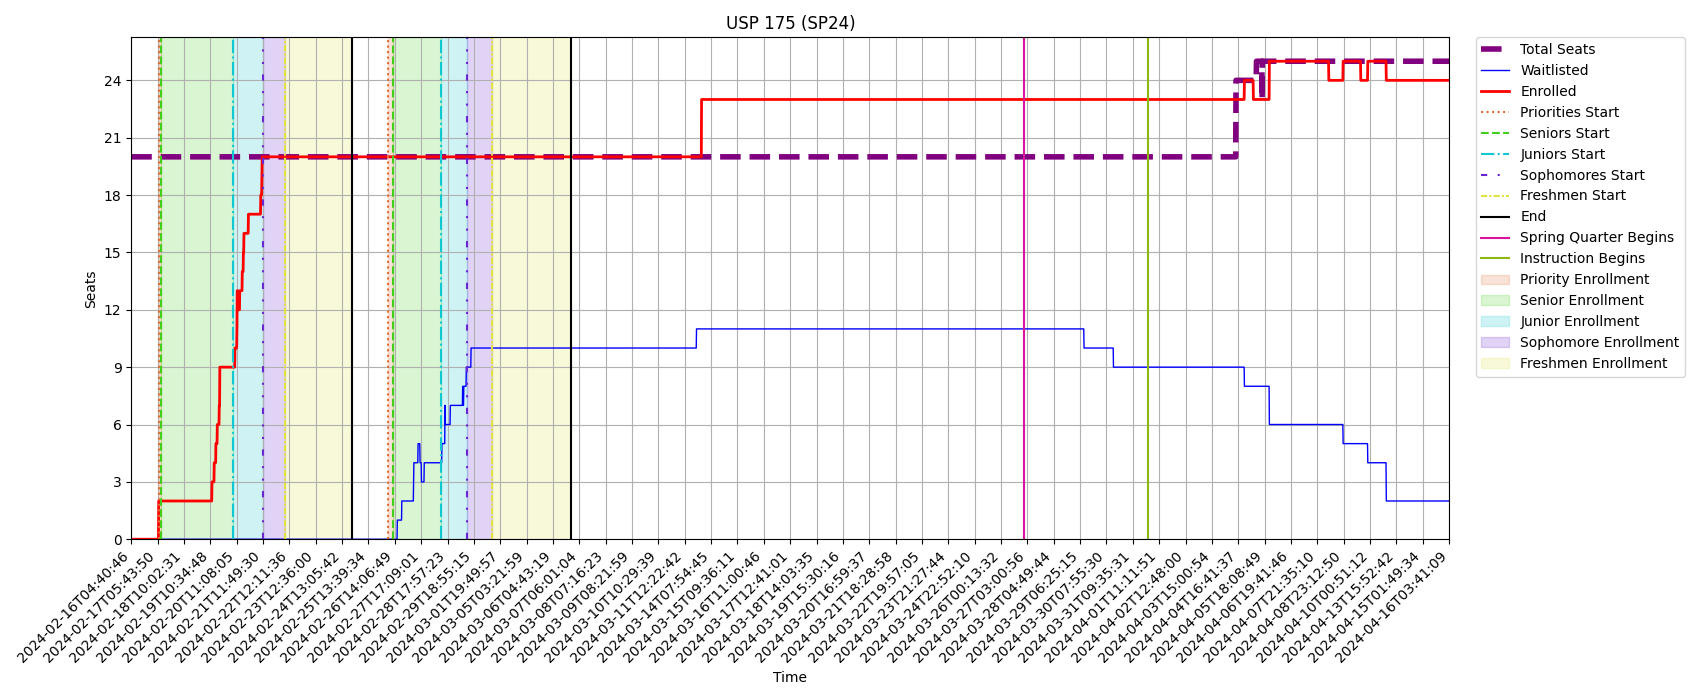 USP 175 (SP24)
Seats
24
21
18
15
12
9
6
3
0
2024-02-16T04:40:46
2024-02-17T05:43:50
2024-02-18T10:02:31
2024-02-19T10:34:48
2024-02-20T11:08:05
2024-02-21T11:49:30
2024-02-22T12:11:36
2024-02-23T12:36:00
2024-02-24T13:05:42
2024-02-25T13:39:34
2024-02-26T14:06:49
2024-02-27T17:09:01
2024-02-28T17:57:23
2024-02-29T18:55:15
2024-03-01T19:49:57
2024-03-05T03:21:59
2024-03-06T04:43:19
2024-03-07T06:01:04
2024-03-08T07:16:23
2024-03-09T08:21:59
2024-03-10T10:29:39
2024-03-11T12:22:42
2024-03-14T07:54:45
2024-03-15T09:36:11
2024-03-16T11:00:46
2024-03-17T12:41:01
2024-03-18T14:03:35
2024-03-19T15:30:16
2024-03-20T16:59:37
2024-03-21T18:28:58
2024-03-22T19:57:05
2024-03-23T21:27:44
2024-03-24T22:52:10
2024-03-26T00:13:32
2024-03-27T03:00:56
2024-03-28T04:49:44
2024-03-29T06:25:15
2024-03-30T07:55:30
2024-03-31T09:35:31
2024-04-01T11:11:51
2024-04-02T12:48:00
2024-04-03T15:00:54
2024-04-04T16:41:37
2024-04-05T18:08:49
2024-04-06T19:41:46
2024-04-07T21:35:10
2024-04-08T23:12:50
2024-04-10T00:51:12
2024-04-13T15:52:42
2024-04-15T01:49:34
2024-04-16T03:41:09
Time
Total Seats
Waitlisted
Enrolled
Priorities Start
Seniors Start
Juniors Start
Sophomores Start
Freshmen Start
End
Spring Quarter Begins
Instruction Begins
Priority Enrollment
Senior Enrollment
Junior Enrollment
Sophomore Enrollment
Freshmen Enrollment